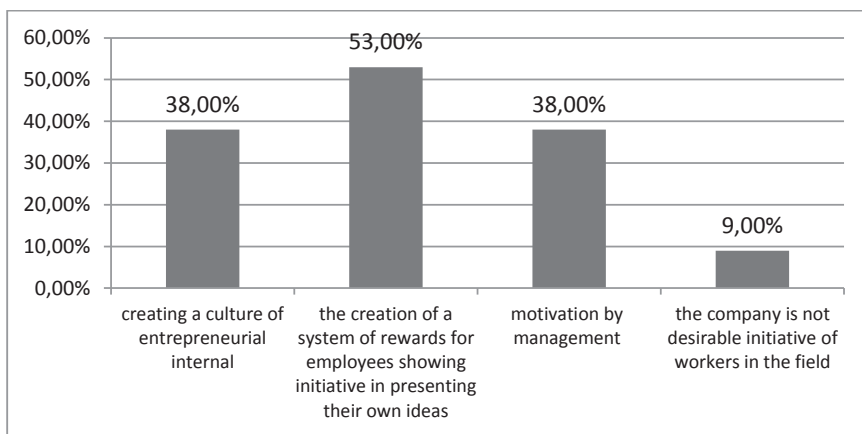 60,00%
50,00%
40,00%
30,00%
20,00%
10,00%
0,00%
38,00%
53,00%
38,00%
9,00%
creating a culture of
entrepreneurial
internal
the creation of a
system of rewards for
employees showing
initiative in presenting
their own ideas
motivation by
management
the company is not
desirable initiative of
workers in the field